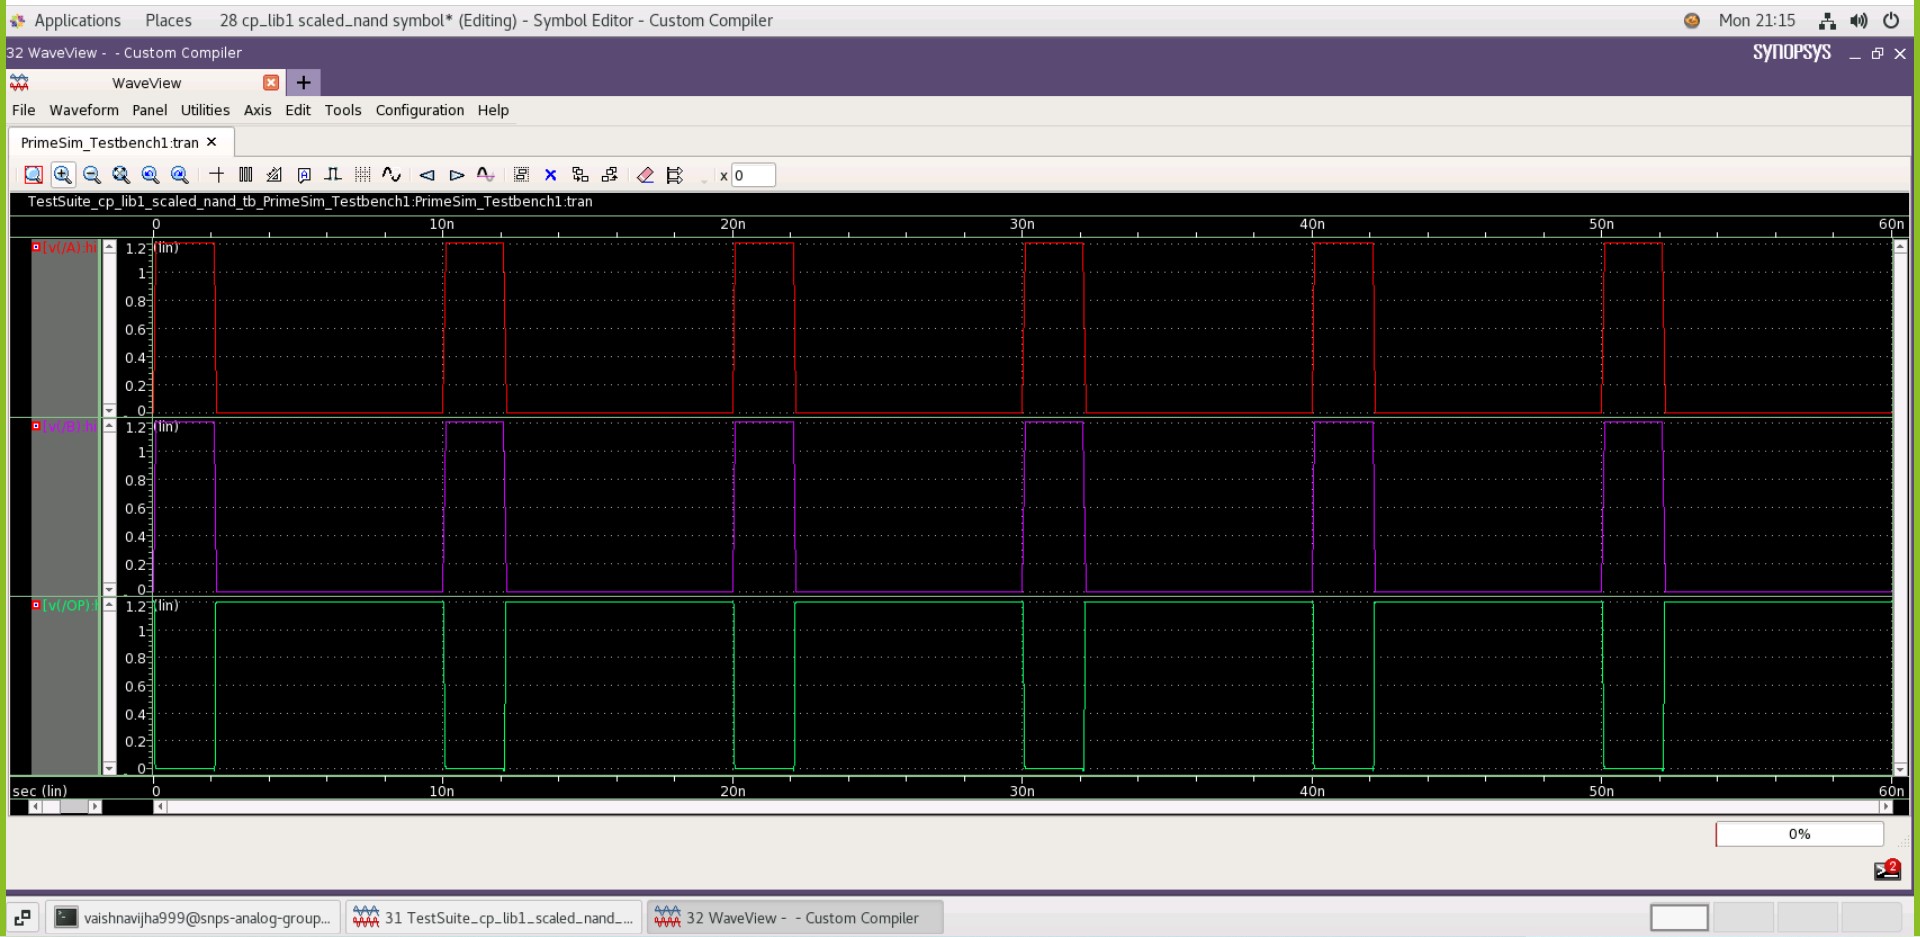 Applications Places 28 cp_lib1 scaled_nand symbol* (Editing) - Symbol Editor - Custom Compiler Mon 21:15
32 WaveView - - Custom Compiler SYNOPSYS
WaveView
File Waveform Panel Utilities Axis Edit Tools Configuration Help
PrimeSim_Testbench1:tran
x 0
TestSuite_cp_lib1_scaled_nand_tb_PrimeSim_Testbench1:PrimeSim_Testbench1:tran
0 10n 20n 30n 40n 50n 60n
[v(/A):hi 1.2 (lin)
1
0.8
0.6
0.4
0.2
0
[v(/B):hi 1.2 (lin)
1
0.8
0.6
0.4
0.2
0
[v(/OP):l 1.2 (lin)
1
0.8
0.6
0.4
0.2
0
sec (lin) 0 10n 20n 30n 40n 50n 60n
0%
2
vaishnavijha999@snps-analog-group... 31 TestSuite_cp_lib1_scaled_nand_... 32 WaveView - - Custom Compiler